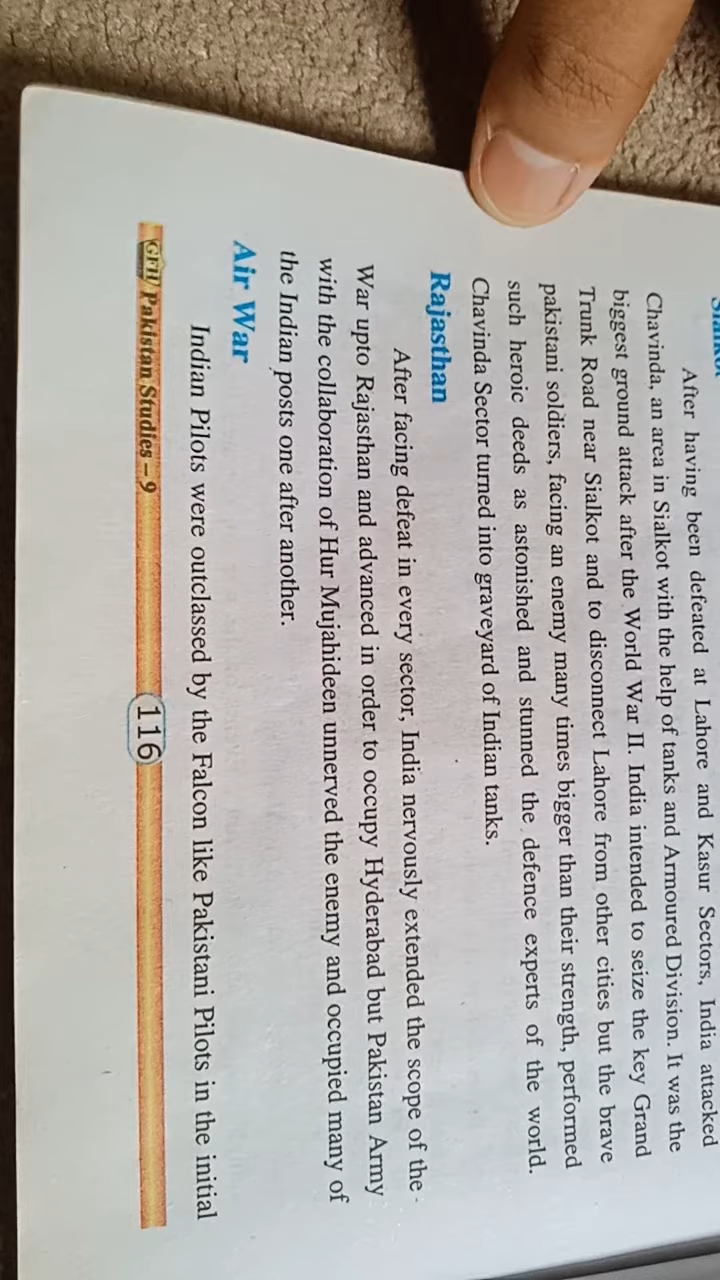 After having been defeated at Lahore and Kasur Sectors, India attacked
Chavinda, an area in Sialkot with the help of tanks and Armoured Division. It was the
biggest ground attack after the World War II. India intended to seize the key Grand
Trunk Road near Sialkot and to disconnect Lahore from other cities but the brave
pakistani soldiers, facing an enemy many times bigger than their strength, performed
such heroic deeds as astonished and stunned the defence experts of the world.
Chavinda Sector turned into graveyard of Indian tanks.
Rajasthan
After facing defeat in every sector, India nervously extended the scope of the
War upto Rajasthan and advanced in order to occupy Hyderabad but Pakistan Army
with the collaboration of Hur Mujahideen unnerved the enemy and occupied many of
the Indian posts one after another.
Air War
Indian Pilots were outclassed by the Falcon like Pakistani Pilots in the initial
GFH Pakistan Studies – 9
116